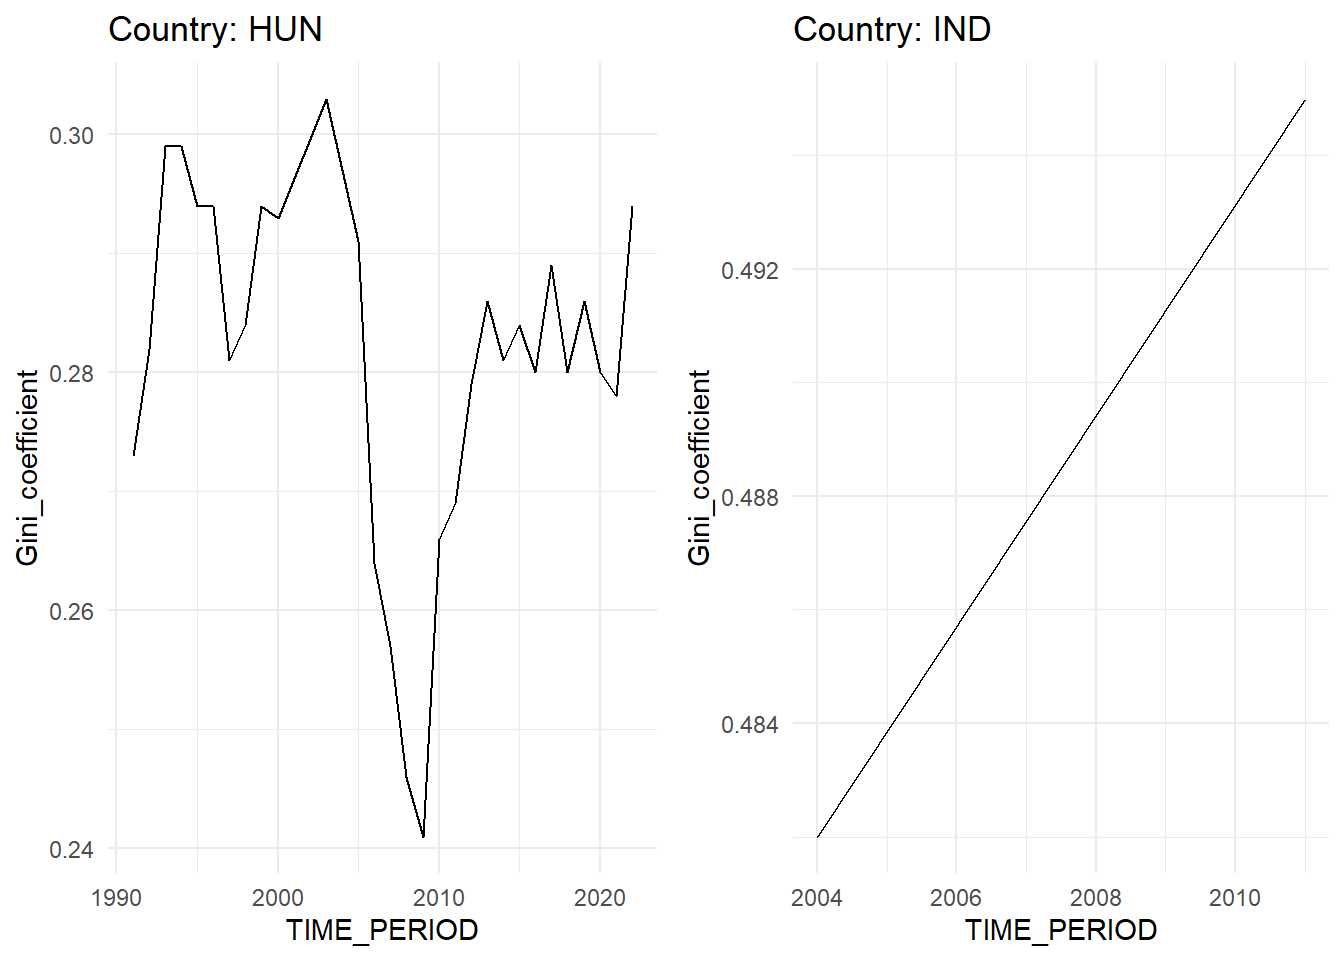 Country: HUN
Gini_coefficient
0.30
0.28
0.26
0.24
1990 2000 2010 2020
TIME_PERIOD
Country: IND
Gini_coefficient
0.492
0.488
0.484
2004 2006 2008 2010
TIME_PERIOD